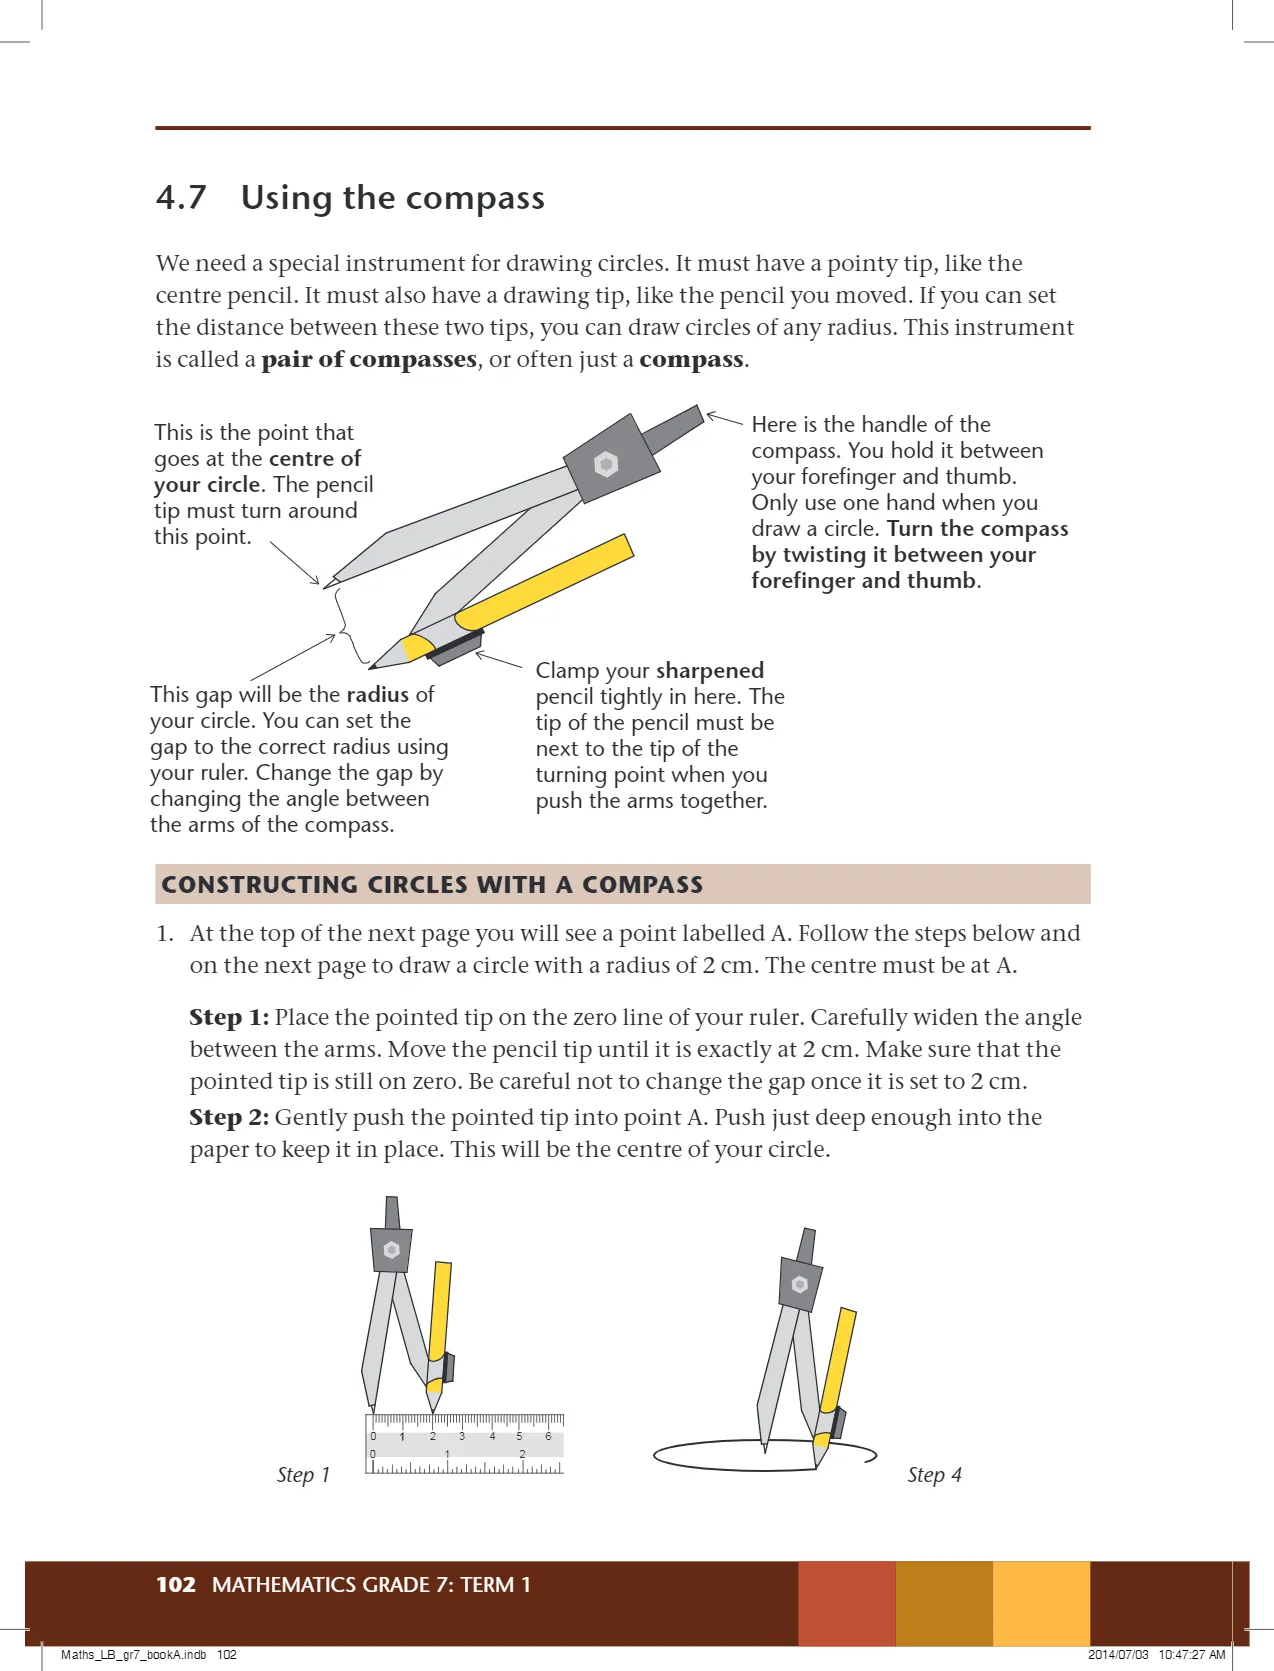 4.7 Using the compass
We need a special instrument for drawing circles. It must have a pointy tip, like the
centre pencil. It must also have a drawing tip, like the pencil you moved. If you can set
the distance between these two tips, you can draw circles of any radius. This instrument
is called a pair of compasses, or often just a compass.
This is the point that
goes at the centre of
your circle. The pencil
tip must turn around
this point.
Here is the handle of the
compass. You hold it between
your forefinger and thumb.
Only use one hand when you
draw a circle. Turn the compass
by twisting it between your
forefinger and thumb.
This gap will be the radius of
your circle. You can set the
gap to the correct radius using
your ruler. Change the gap by
changing the angle between
the arms of the compass.
Clamp your sharpened
pencil tightly in here. The
tip of the pencil must be
next to the tip of the
turning point when you
push the arms together.
CONSTRUCTING CIRCLES WITH A COMPASS
1. At the top of the next page you will see a point labelled A. Follow the steps below and
on the next page to draw a circle with a radius of 2 cm. The centre must be at A.
Step 1: Place the pointed tip on the zero line of your ruler. Carefully widen the angle
between the arms. Move the pencil tip until it is exactly at 2 cm. Make sure that the
pointed tip is still on zero. Be careful not to change the gap once it is set to 2 cm.
Step 2: Gently push the pointed tip into point A. Push just deep enough into the
paper to keep it in place. This will be the centre of your circle.
0 1 2 3 4 5 6
0 1 2
Step 1
Step 4
102 MATHEMATICS GRADE 7: TERM 1
Maths_LB_gr7_bookA.indb 102
2014/07/03 10:47:27 AM